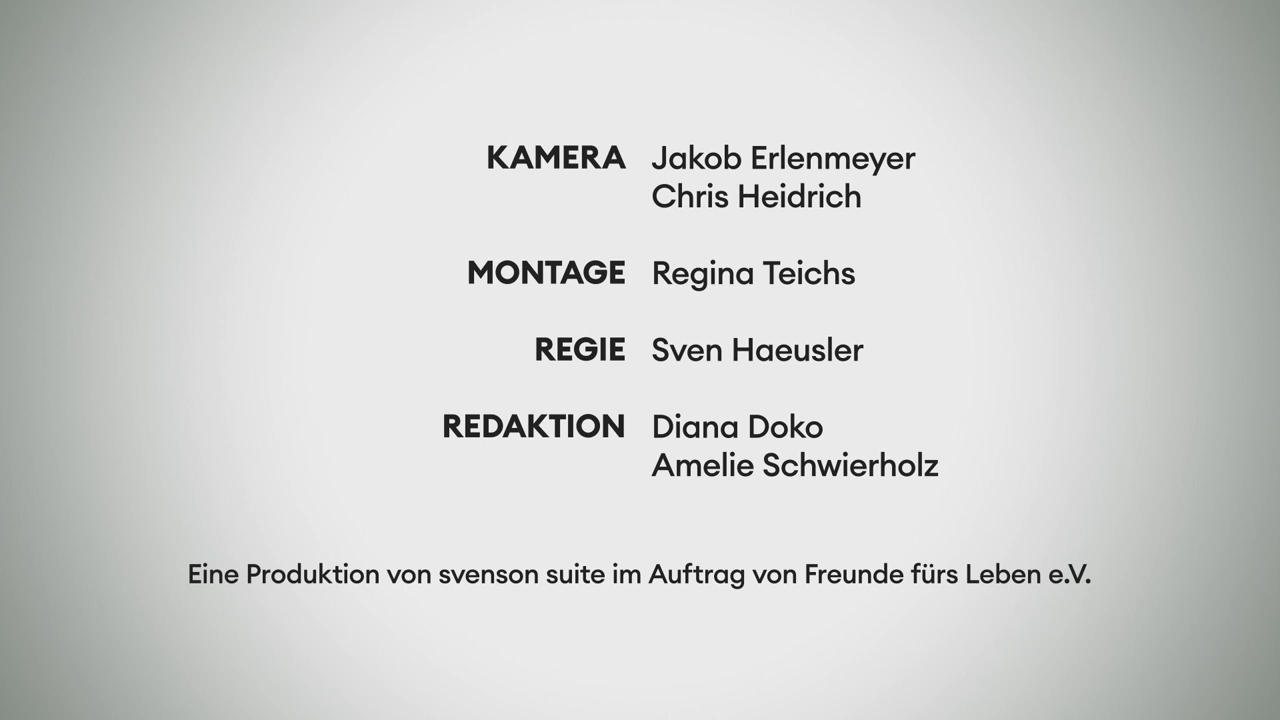 KAMERA Jakob Erlenmeyer
Chris Heidrich
MONTAGE Regina Teichs
REGIE Sven Haeusler
REDAKTION Diana Doko
Amelie Schwierholz
Eine Produktion von svenson suite im Auftrag von Freunde fürs Leben e.V.